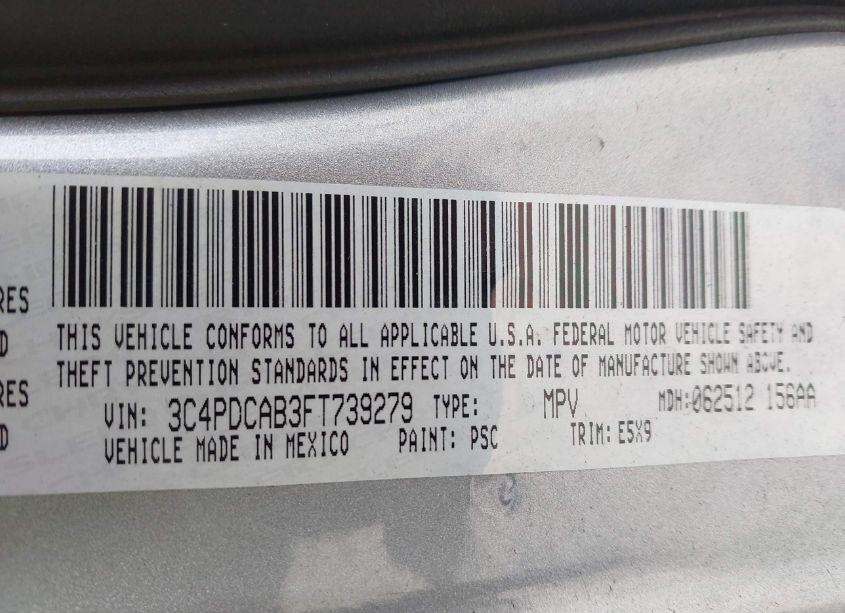 RES
D
RES
D
THIS VEHICLE CONFORMS TO ALL APPLICABLE U.S.A. FEDERAL MOTOR VEHICLE SAFETY AND
THEFT PREVENTION STANDARDS IN EFFECT ON THE DATE OF MANUFACTURE SHOWN ABOVE.
VIN: 3C4PDCAB3FT739279 TYPE: MPV MDH:062512 156AA
VEHICLE MADE IN MEXICO PAINT: PSC TRIM: E5X9